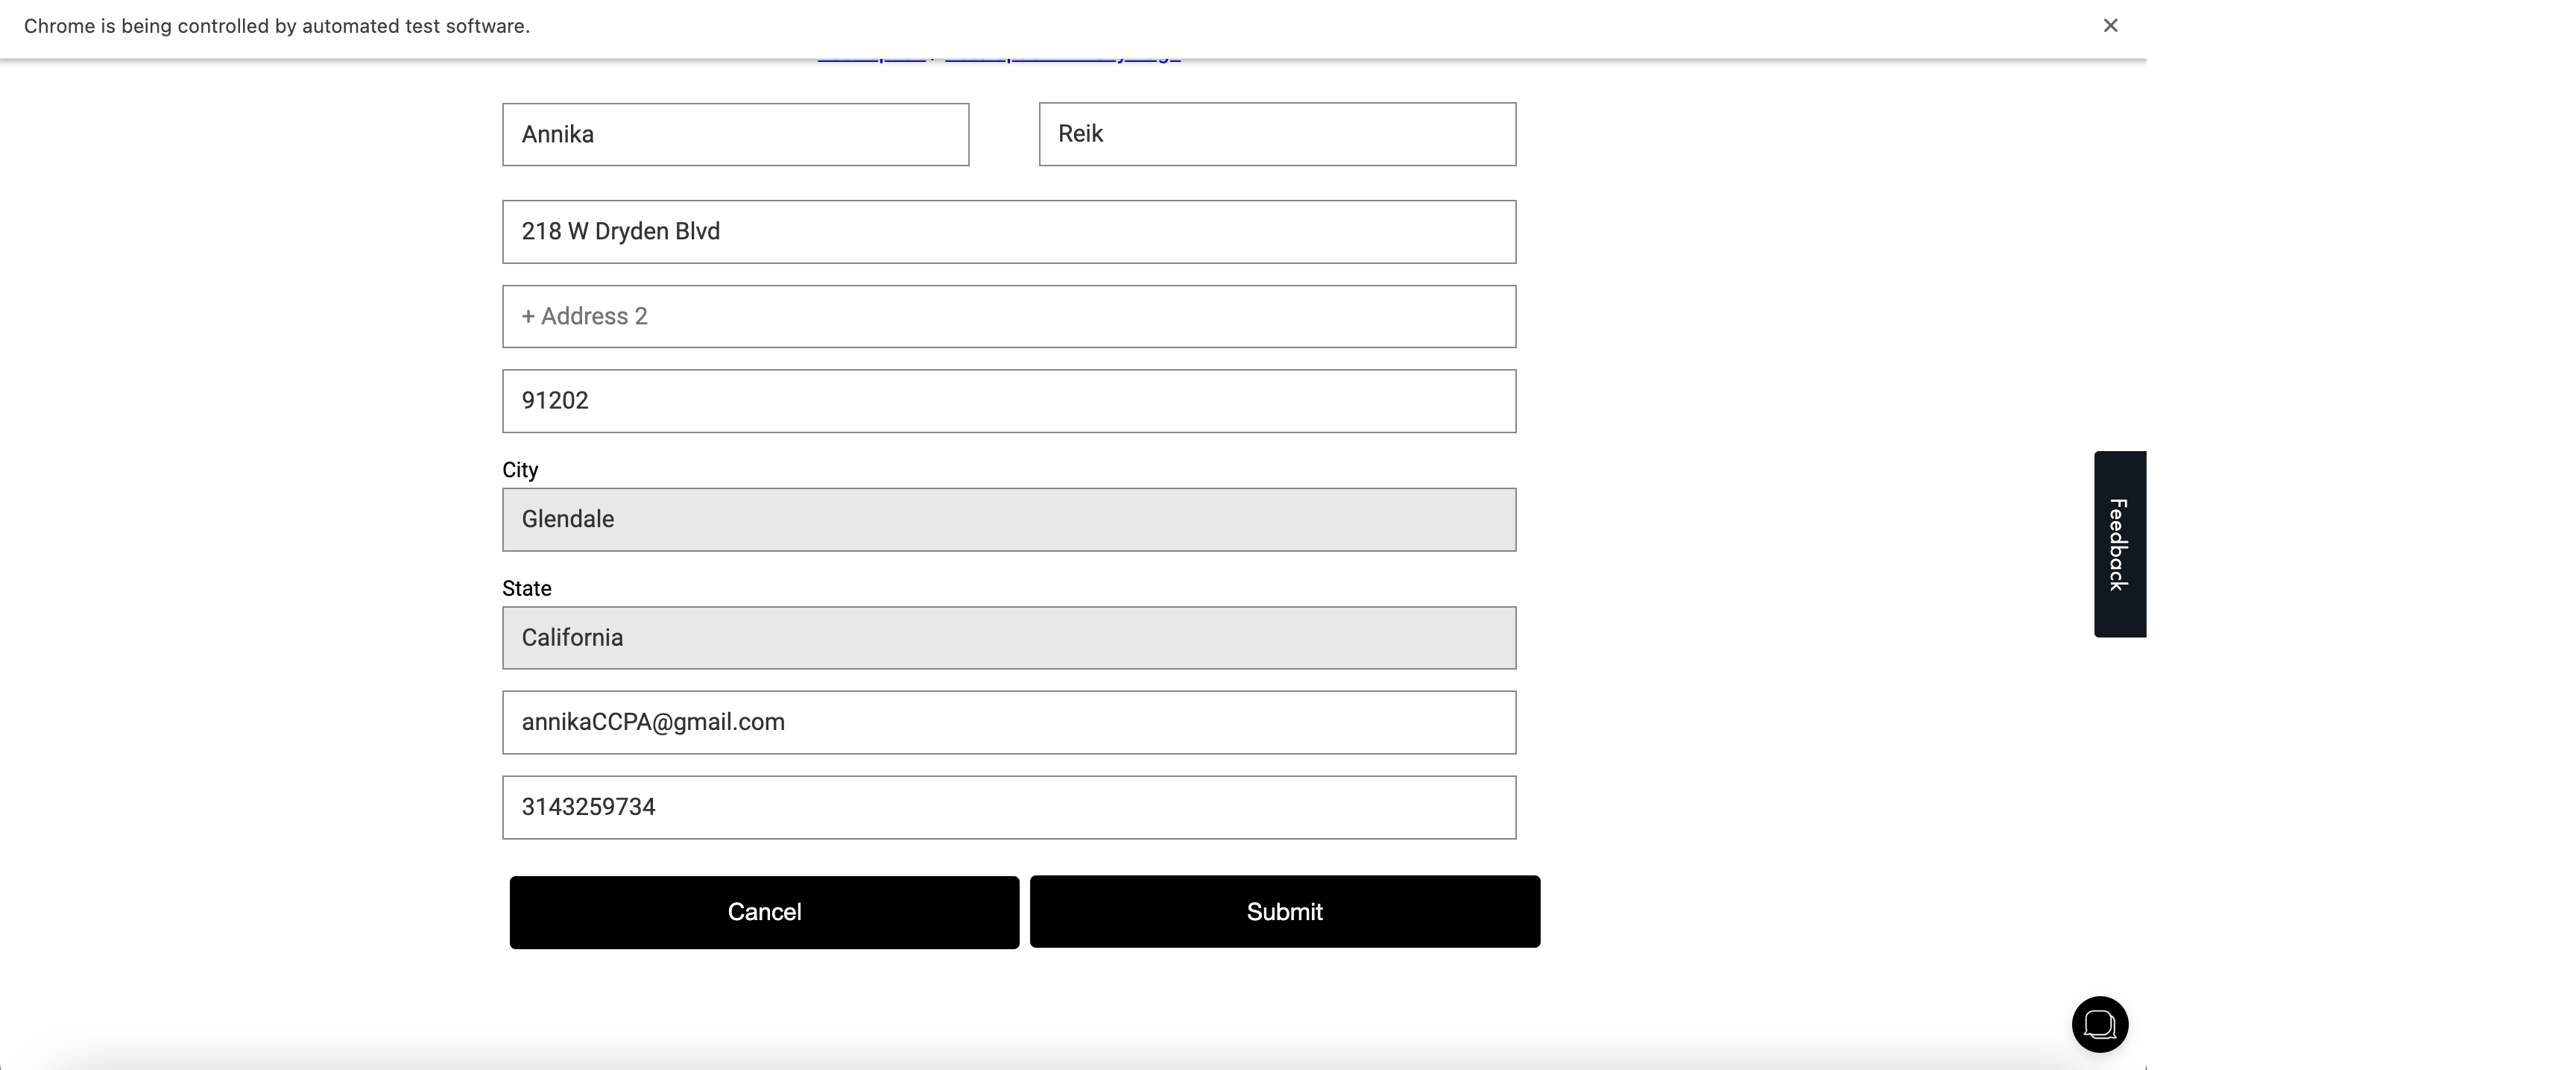 Chrome is being controlled by automated test software.
Annika
Reik
218 W Dryden Blvd
+ Address 2
91202
City
Glendale
State
California
annikaCCPA@gmail.com
3143259734
Cancel
Submit
Feedback